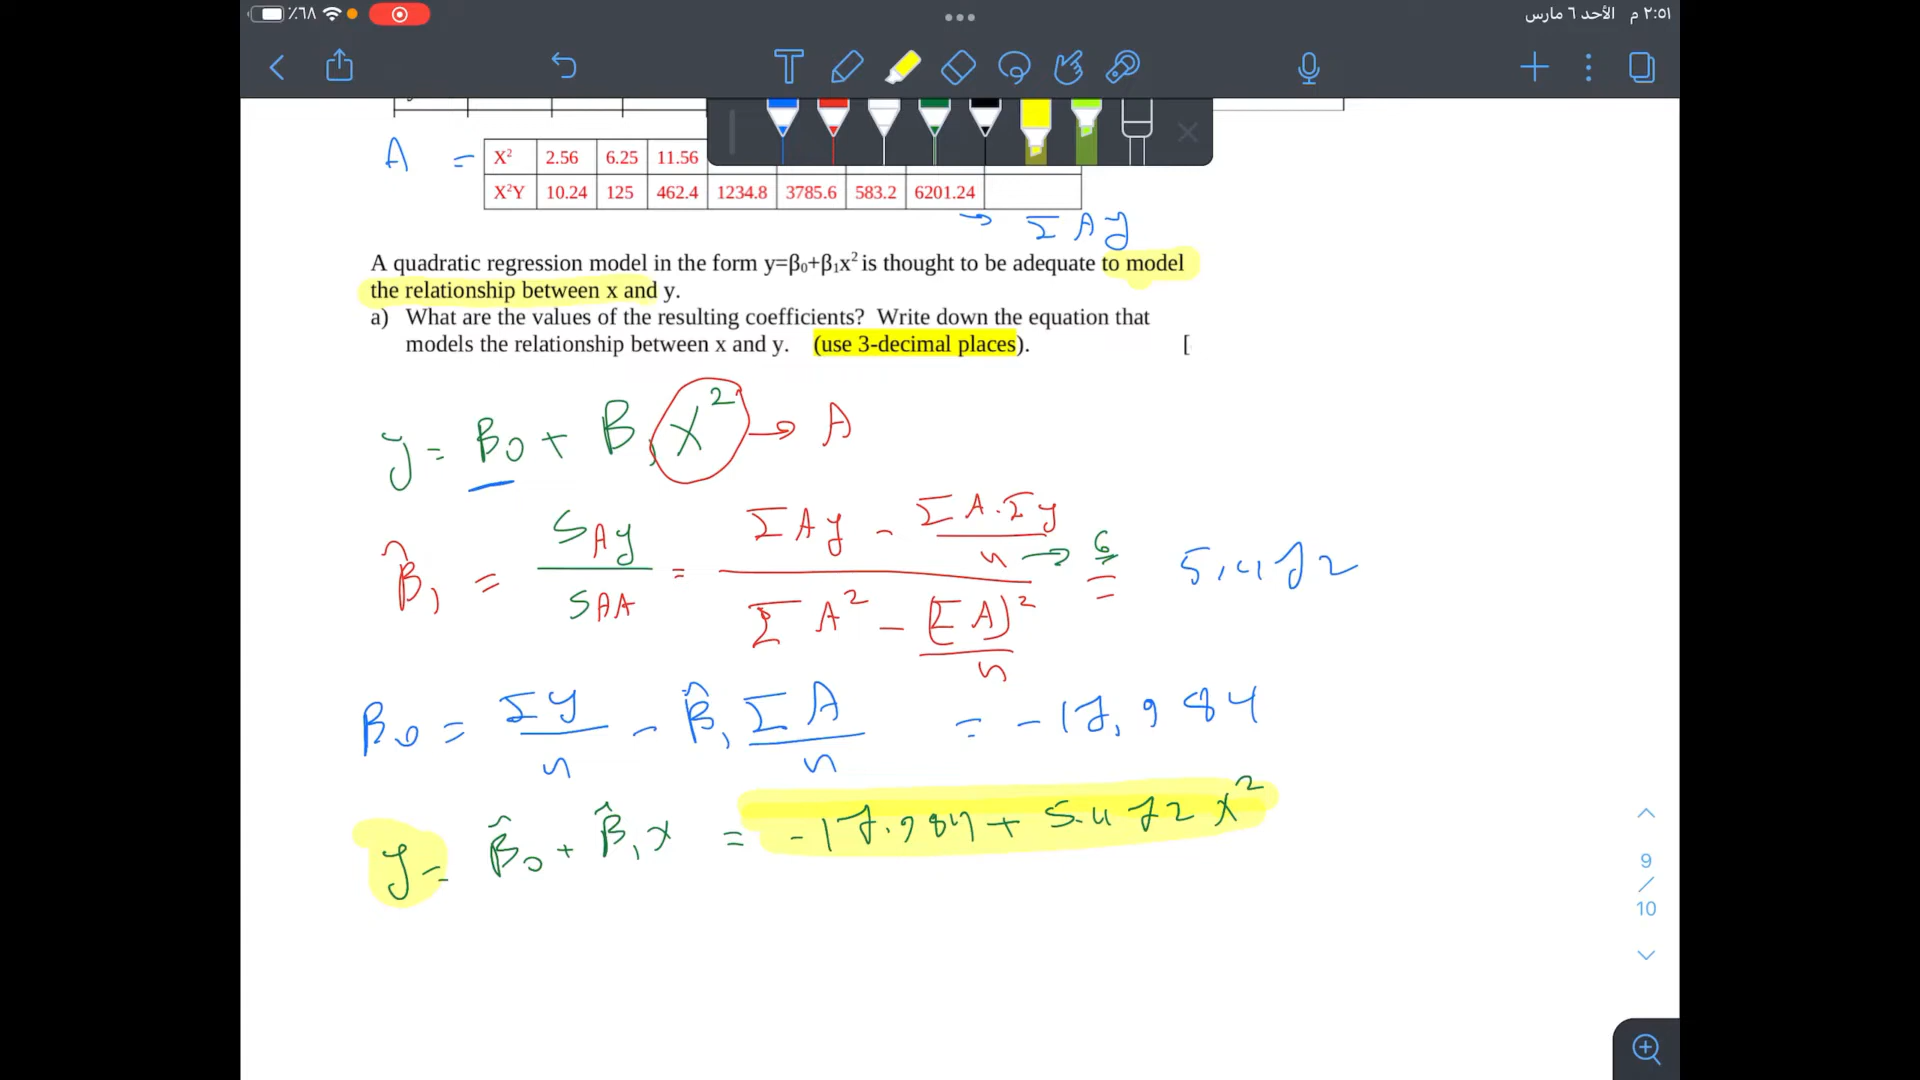 ٪٦٨ ٢:٥١ م الأحد ٦ مارس
A = X² 2.56 6.25 11.56
X²Y 10.24 125 462.4 1234.8 3785.6 583.2 6201.24
→ Σ A y
A quadratic regression model in the form y=β₀+β₁x² is thought to be adequate to model
the relationship between x and y.
a) What are the values of the resulting coefficients? Write down the equation that
models the relationship between x and y. (use 3-decimal places). [
y = B₀ + B₁ X² → A
B̂₁ = SAy / SAA = (ΣAy - (ΣA.Σy)/n) / (ΣA² - (ΣA)²/n) → 6 = 5,472
B₀ = Σy/n - B̂₁ ΣA/n = -17,984
y = B̂₀ + B̂₁x = -17.984 + 5.472 x²
9
/
10